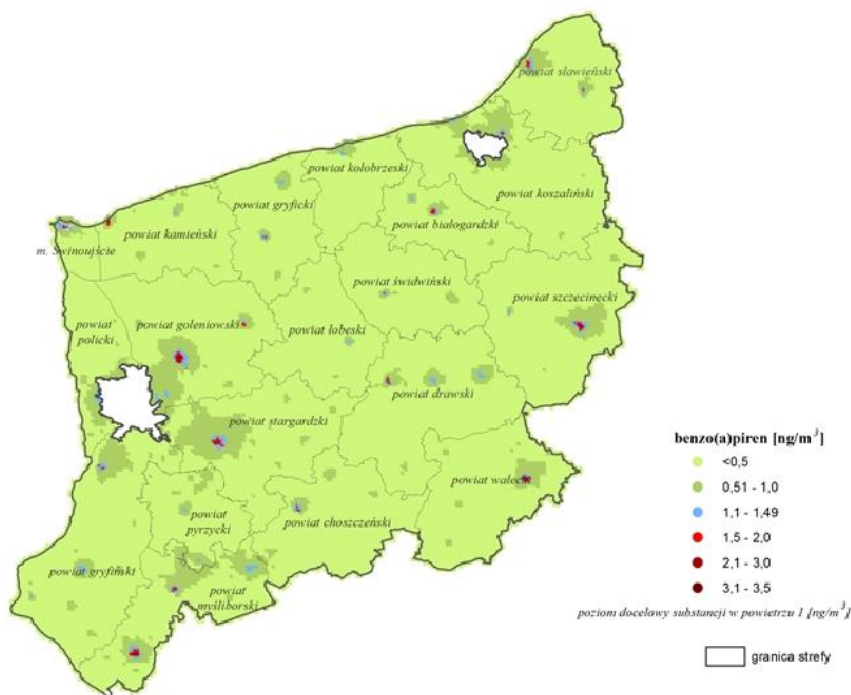 powiat sławieński
powiat kołobrzeski
powiat koszaliński
powiat gryficki
powiat białogardzki
powiat kamieński
m. Świnoujście
powiat świdwiński
powiat szczecinecki
powiat goleniowski
powiat
policki
powiat łobeski
powiat drawski
powiat stargardzki
powiat wałecki
powiat
pyrzycki
powiat choszczeński
powiat gryfiński
powiat
myśliborski
benzo(a)piren [ng/m³]
<0,5
0,51 - 1,0
1,1 - 1,49
1,5 - 2,0
2,1 - 3,0
3,1 - 3,5
poziom docelowy substancji w powietrzu 1 [ng/m³]
granica strefy